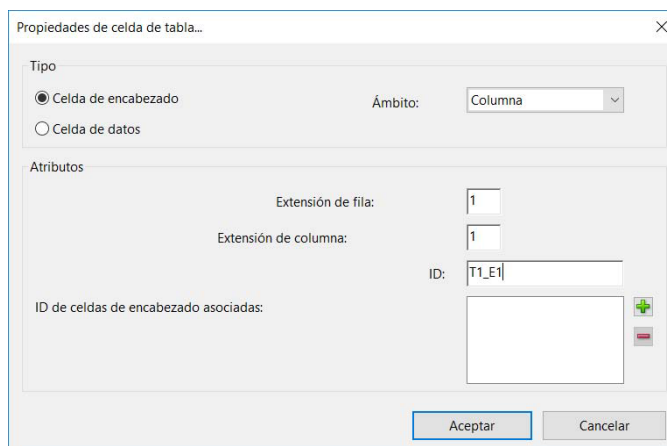 Propiedades de celda de tabla...
Tipo
Celda de encabezado
Ámbito:
Columna
Celda de datos
Atributos
Extensión de fila:
1
Extensión de columna:
1
ID:
T1_E1
ID de celdas de encabezado asociadas:
Aceptar
Cancelar